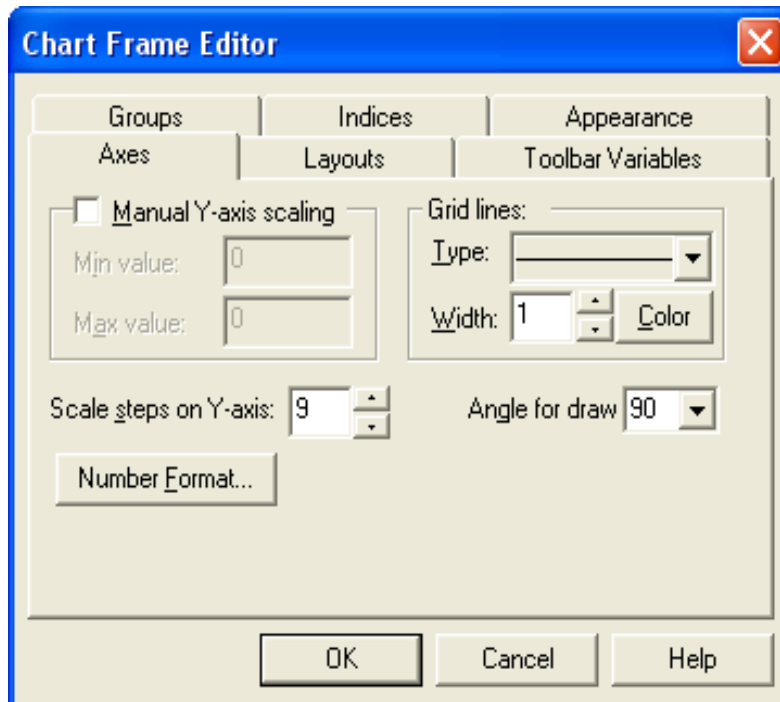 Chart Frame Editor
Groups Indices Appearance
Axes Layouts Toolbar Variables
Manual Y-axis scaling
Min value: 0
Max value: 0
Grid lines:
Type:
Width: 1 Color
Scale steps on Y-axis: 9
Angle for draw 90
Number Format...
OK Cancel Help